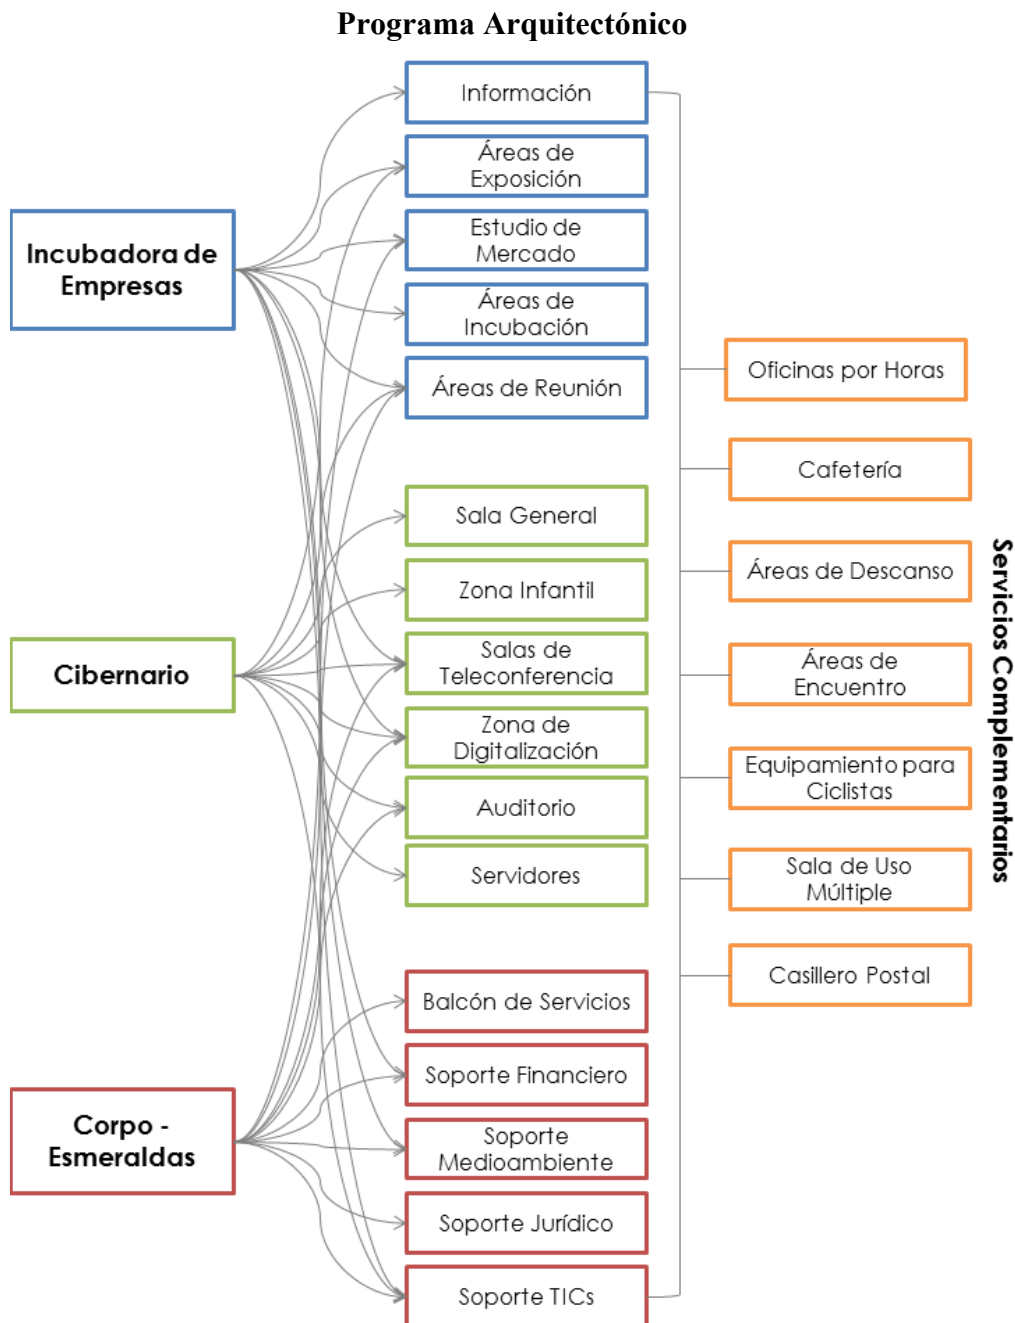 Programa Arquitectónico
Incubadora de
Empresas
Información
Áreas de
Exposición
Estudio de
Mercado
Áreas de
Incubación
Áreas de Reunión
Cibernario
Sala General
Zona Infantil
Salas de
Teleconferencia
Zona de
Digitalización
Auditorio
Servidores
Corpo -
Esmeraldas
Balcón de Servicios
Soporte Financiero
Soporte
Medioambiente
Soporte Jurídico
Soporte TICs
Oficinas por Horas
Cafetería
Áreas de Descanso
Áreas de
Encuentro
Equipamiento para
Ciclistas
Sala de Uso
Múltiple
Casillero Postal
Servicios Complementarios